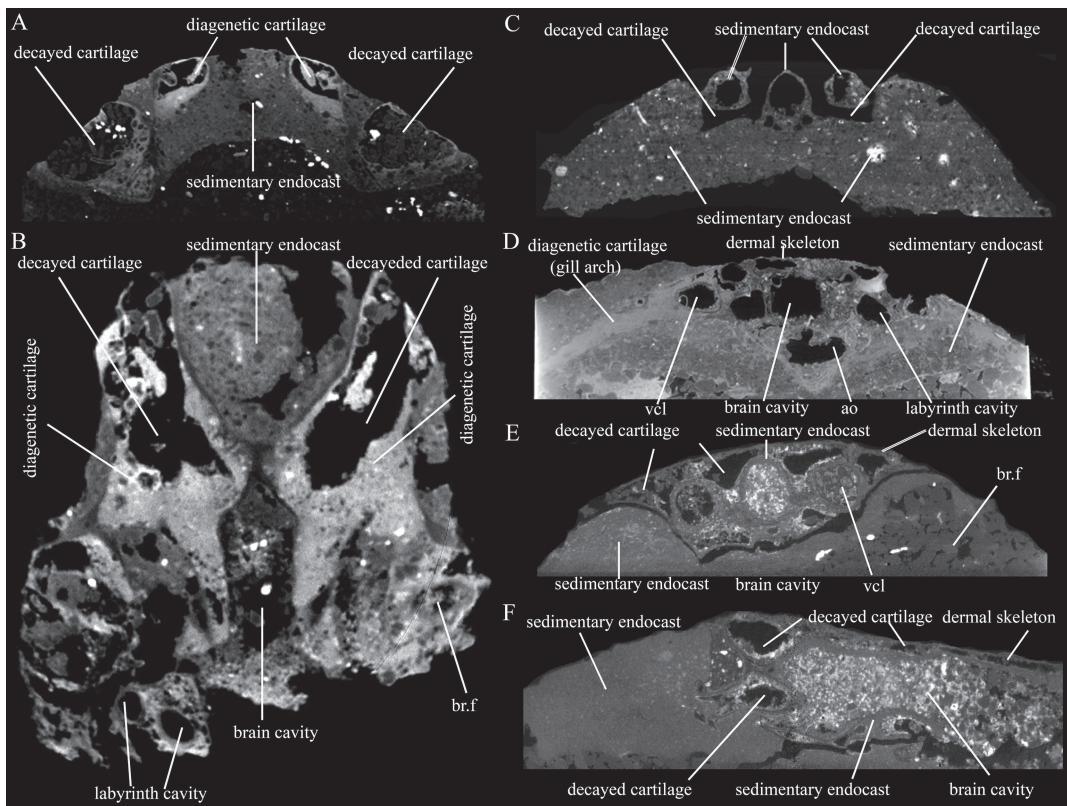 A
diagenetic cartilage
decayed cartilage
decayed cartilage
sedimentary endocast
B
sedimentary endocast
decayed cartilage
decayeded cartilage
diagenetic cartilage
diagenetic cartilage
br.f
brain cavity
labyrinth cavity
C
sedimentary endocast
decayed cartilage
decayed cartilage
sedimentary endocast
D
diagenetic cartilage
(gill arch)
dermal skeleton
sedimentary endocast
vcl
brain cavity
ao
labyrinth cavity
E
decayed cartilage
sedimentary endocast
dermal skeleton
br.f
sedimentary endocast
brain cavity
vcl
F
sedimentary endocast
decayed cartilage
dermal skeleton
decayed cartilage
sedimentary endocast
brain cavity